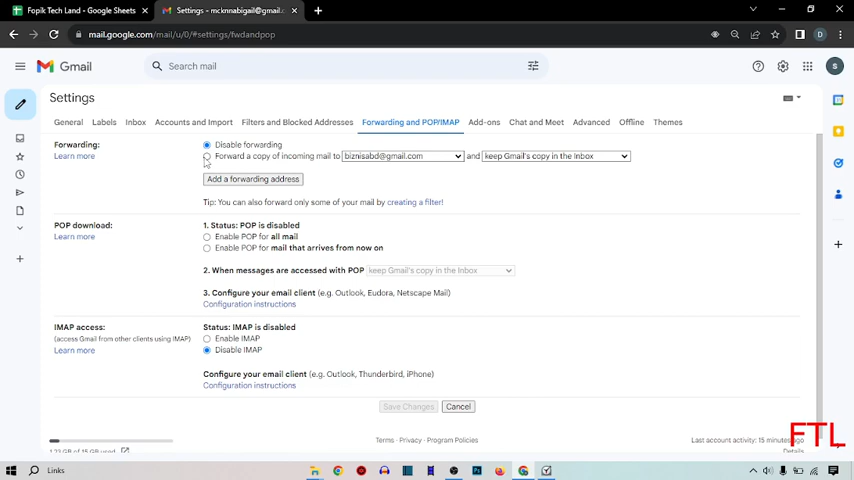 Fopik Tech Land - Google Sheets
Settings - mcknnabigail@gmail.c
mail.google.com/mail/u/0/#settings/fwdandpop
D
Gmail
Search mail
S
Settings
General Labels Inbox Accounts and Import Filters and Blocked Addresses Forwarding and POP/IMAP Add-ons Chat and Meet Advanced Offline Themes
Forwarding:
Learn more
Disable forwarding
Forward a copy of incoming mail to biznisabd@gmail.com and keep Gmail's copy in the Inbox
Add a forwarding address
Tip: You can also forward only some of your mail by creating a filter!
POP download:
Learn more
1. Status: POP is disabled
Enable POP for all mail
Enable POP for mail that arrives from now on
2. When messages are accessed with POP keep Gmail's copy in the Inbox
3. Configure your email client (e.g. Outlook, Eudora, Netscape Mail)
Configuration instructions
IMAP access:
(access Gmail from other clients using IMAP)
Learn more
Status: IMAP is disabled
Enable IMAP
Disable IMAP
Configure your email client (e.g. Outlook, Thunderbird, iPhone)
Configuration instructions
Save Changes Cancel
Terms · Privacy · Program Policies
Last account activity: 15 minutes ago
Details
1.23 GB of 15 GB used
FTL
Links